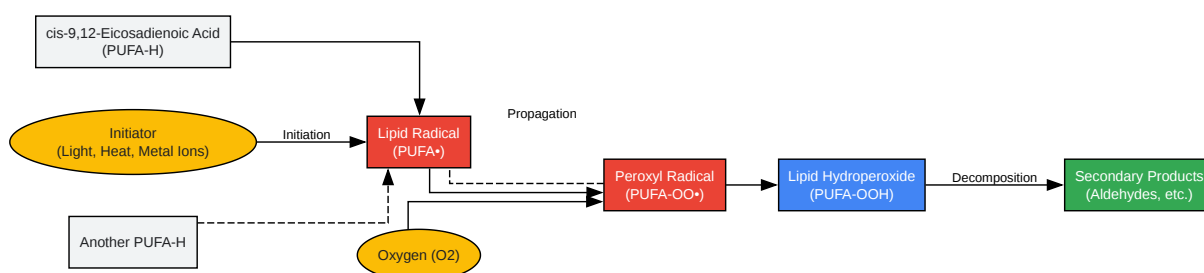 cis-9,12-Eicosadienoic Acid
(PUFA-H)
Propagation
Initiator
(Light, Heat, Metal Ions)
Initiation
Lipid Radical
(PUFA•)
Peroxyl Radical
(PUFA-OO•)
Lipid Hydroperoxide
(PUFA-OOH)
Decomposition
Secondary Products
(Aldehydes, etc.)
Another PUFA-H
Oxygen (O2)